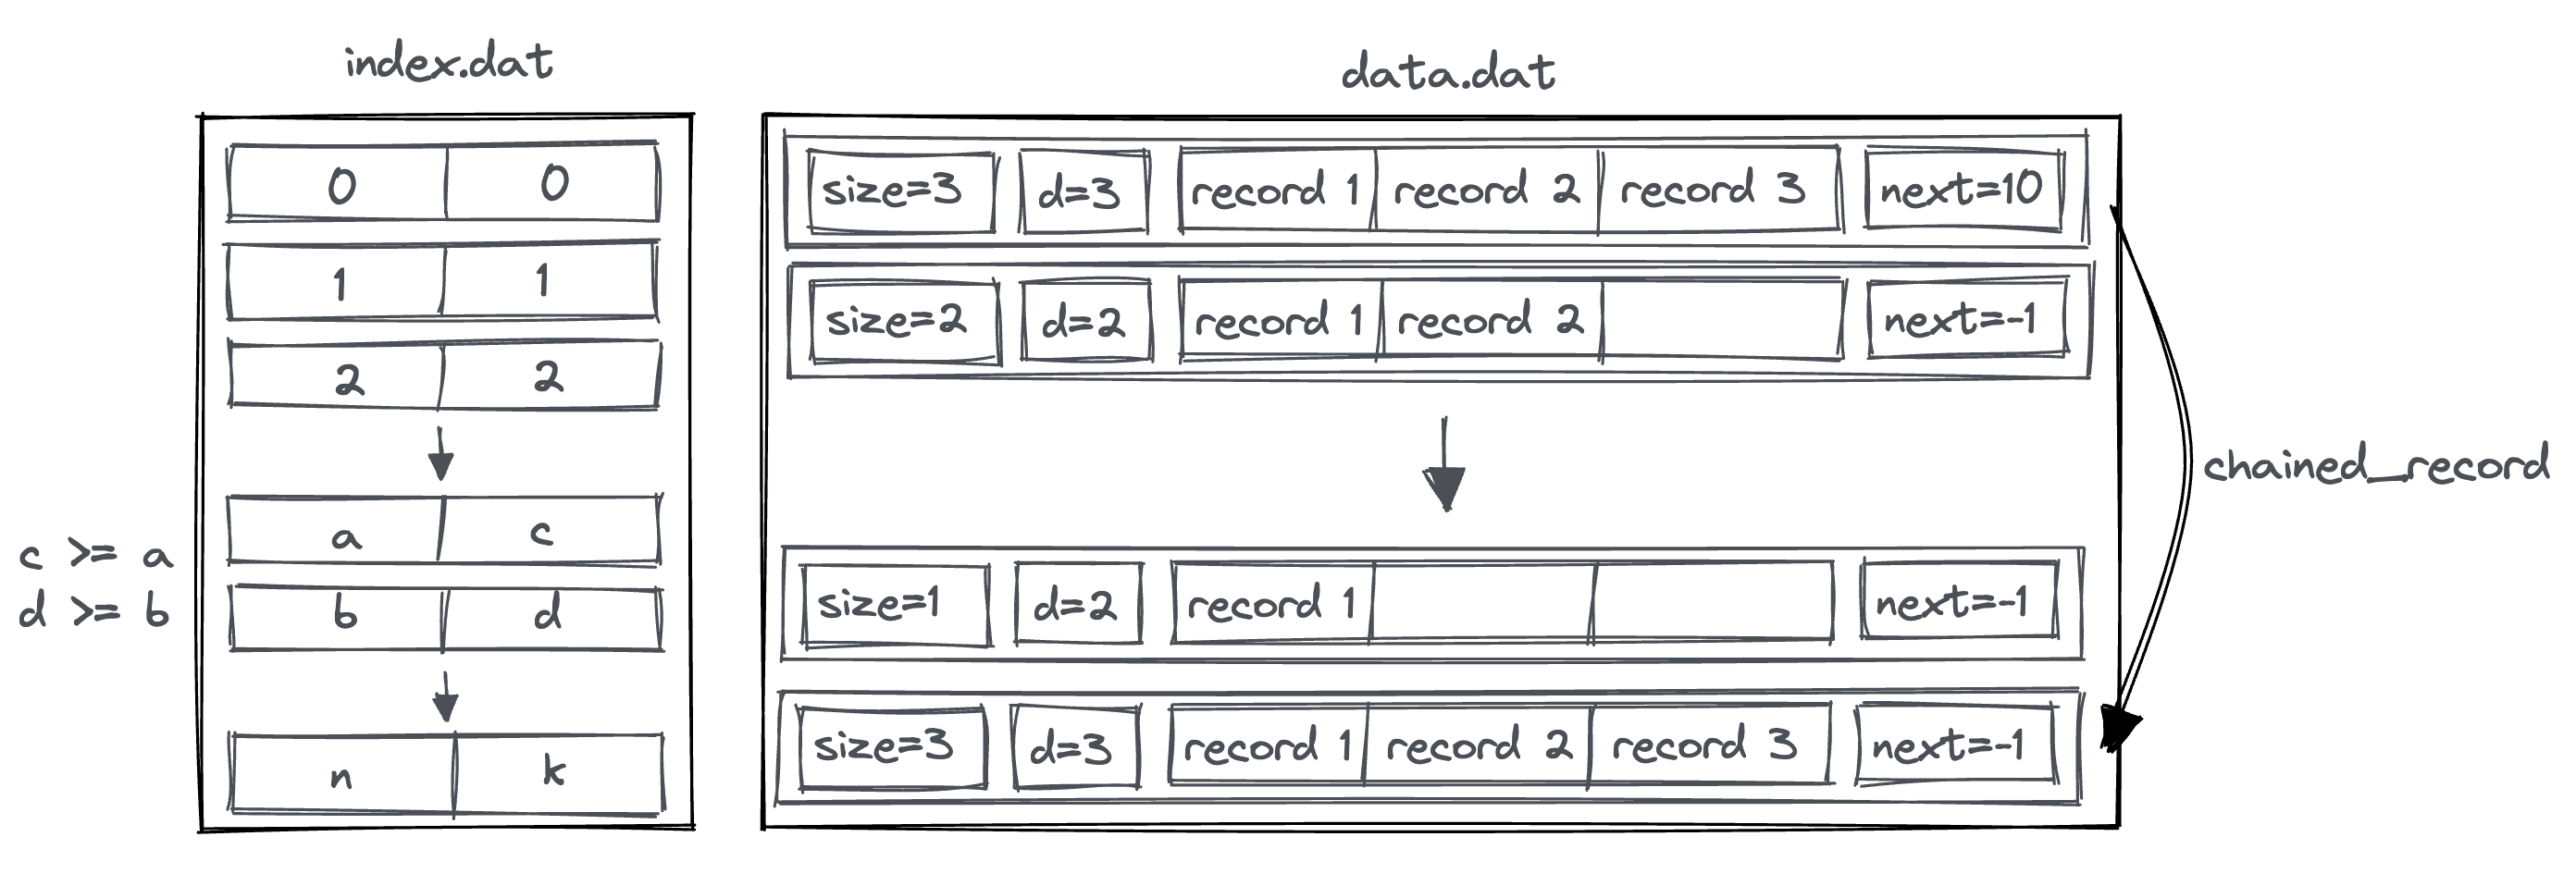 index.dat
0 0
1 1
2 2
a c
b d
n k
c >= a
d >= b
data.dat
size=3 d=3 record 1 record 2 record 3 next=10
size=2 d=2 record 1 record 2 next=-1
size=1 d=2 record 1 next=-1
size=3 d=3 record 1 record 2 record 3 next=-1
chained_record